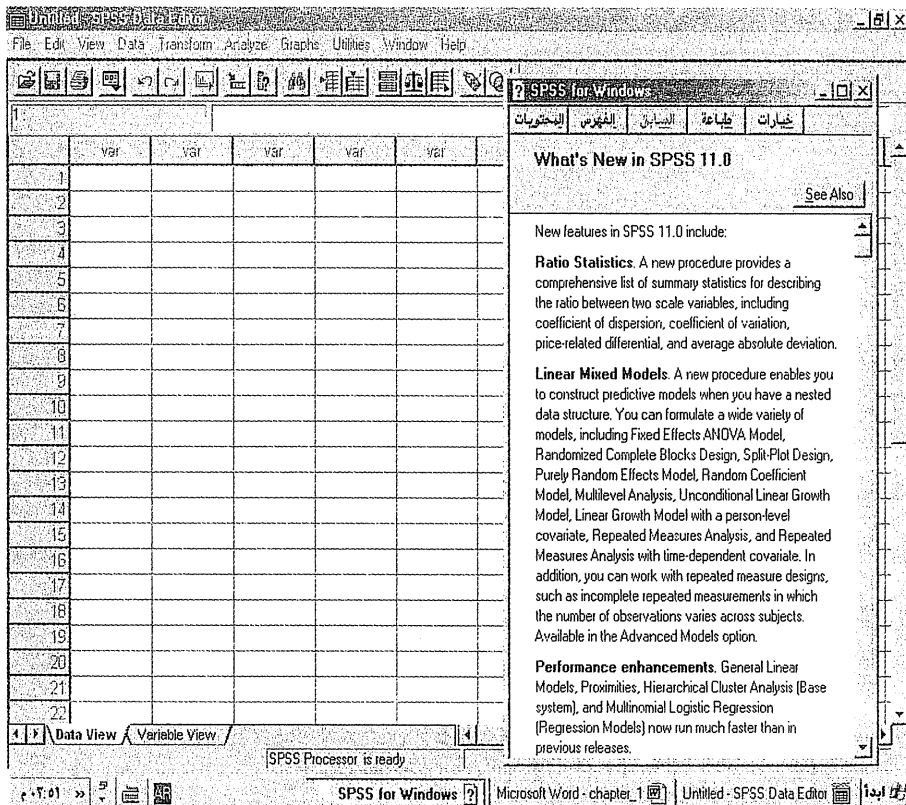 Untitled - SPSS Data Editor
File Edit View Data Transform Analyze Graphs Utilities Window Help
1:
var var var var var
1
2
3
4
5
6
7
8
9
10
11
12
13
14
15
16
17
18
19
20
21
22
Data View Variable View
SPSS Processor is ready
SPSS for Windows
المحتويات الفهرس السابق طباعة خيارات
What's New in SPSS 11.0
See Also
New features in SPSS 11.0 include:
Ratio Statistics. A new procedure provides a
comprehensive list of summary statistics for describing
the ratio between two scale variables, including
coefficient of dispersion, coefficient of variation,
price-related differential, and average absolute deviation.
Linear Mixed Models. A new procedure enables you
to construct predictive models when you have a nested
data structure. You can formulate a wide variety of
models, including Fixed Effects ANOVA Model,
Randomized Complete Blocks Design, Split-Plot Design,
Purely Random Effects Model, Random Coefficient
Model, Multilevel Analysis, Unconditional Linear Growth
Model, Linear Growth Model with a person-level
covariate, Repeated Measures Analysis, and Repeated
Measures Analysis with time-dependent covariate. In
addition, you can work with repeated measure designs,
such as incomplete repeated measurements in which
the number of observations varies across subjects.
Available in the Advanced Models option.
Performance enhancements. General Linear
Models, Proximities, Hierarchical Cluster Analysis (Base
system), and Multinomial Logistic Regression
(Regression Models) now run much faster than in
previous releases.
AR SPSS for Windows Microsoft Word - chapter_1 Untitled - SPSS Data Editor ابدأ